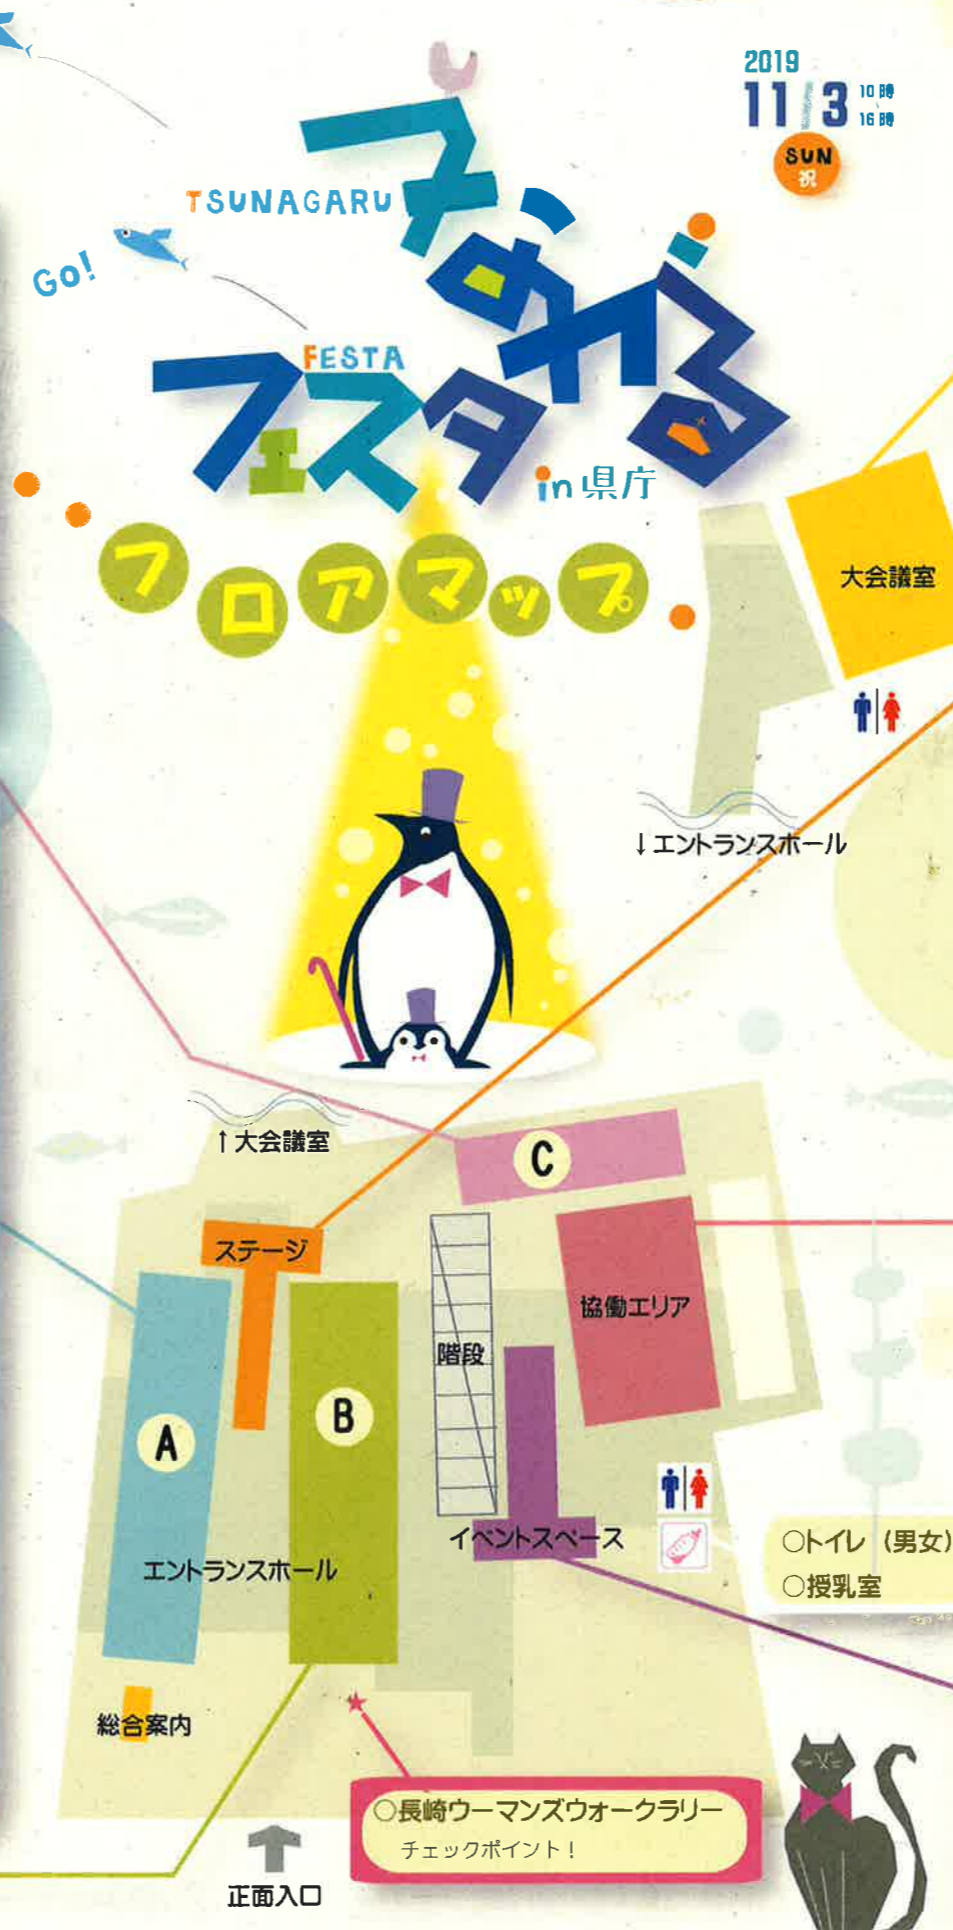 2019
11/3
10時
〜
16時
SUN
祝
TSUNAGARU
つながる
Go!
FESTA
フェスタ
in県庁
フロアマップ
大会議室
↓エントランスホール
↑大会議室
C
ステージ
協働エリア
階段
A
B
イベントスペース
エントランスホール
○トイレ（男女）
○授乳室
総合案内
○長崎ウーマンズウォークラリー
チェックポイント！
正面入口